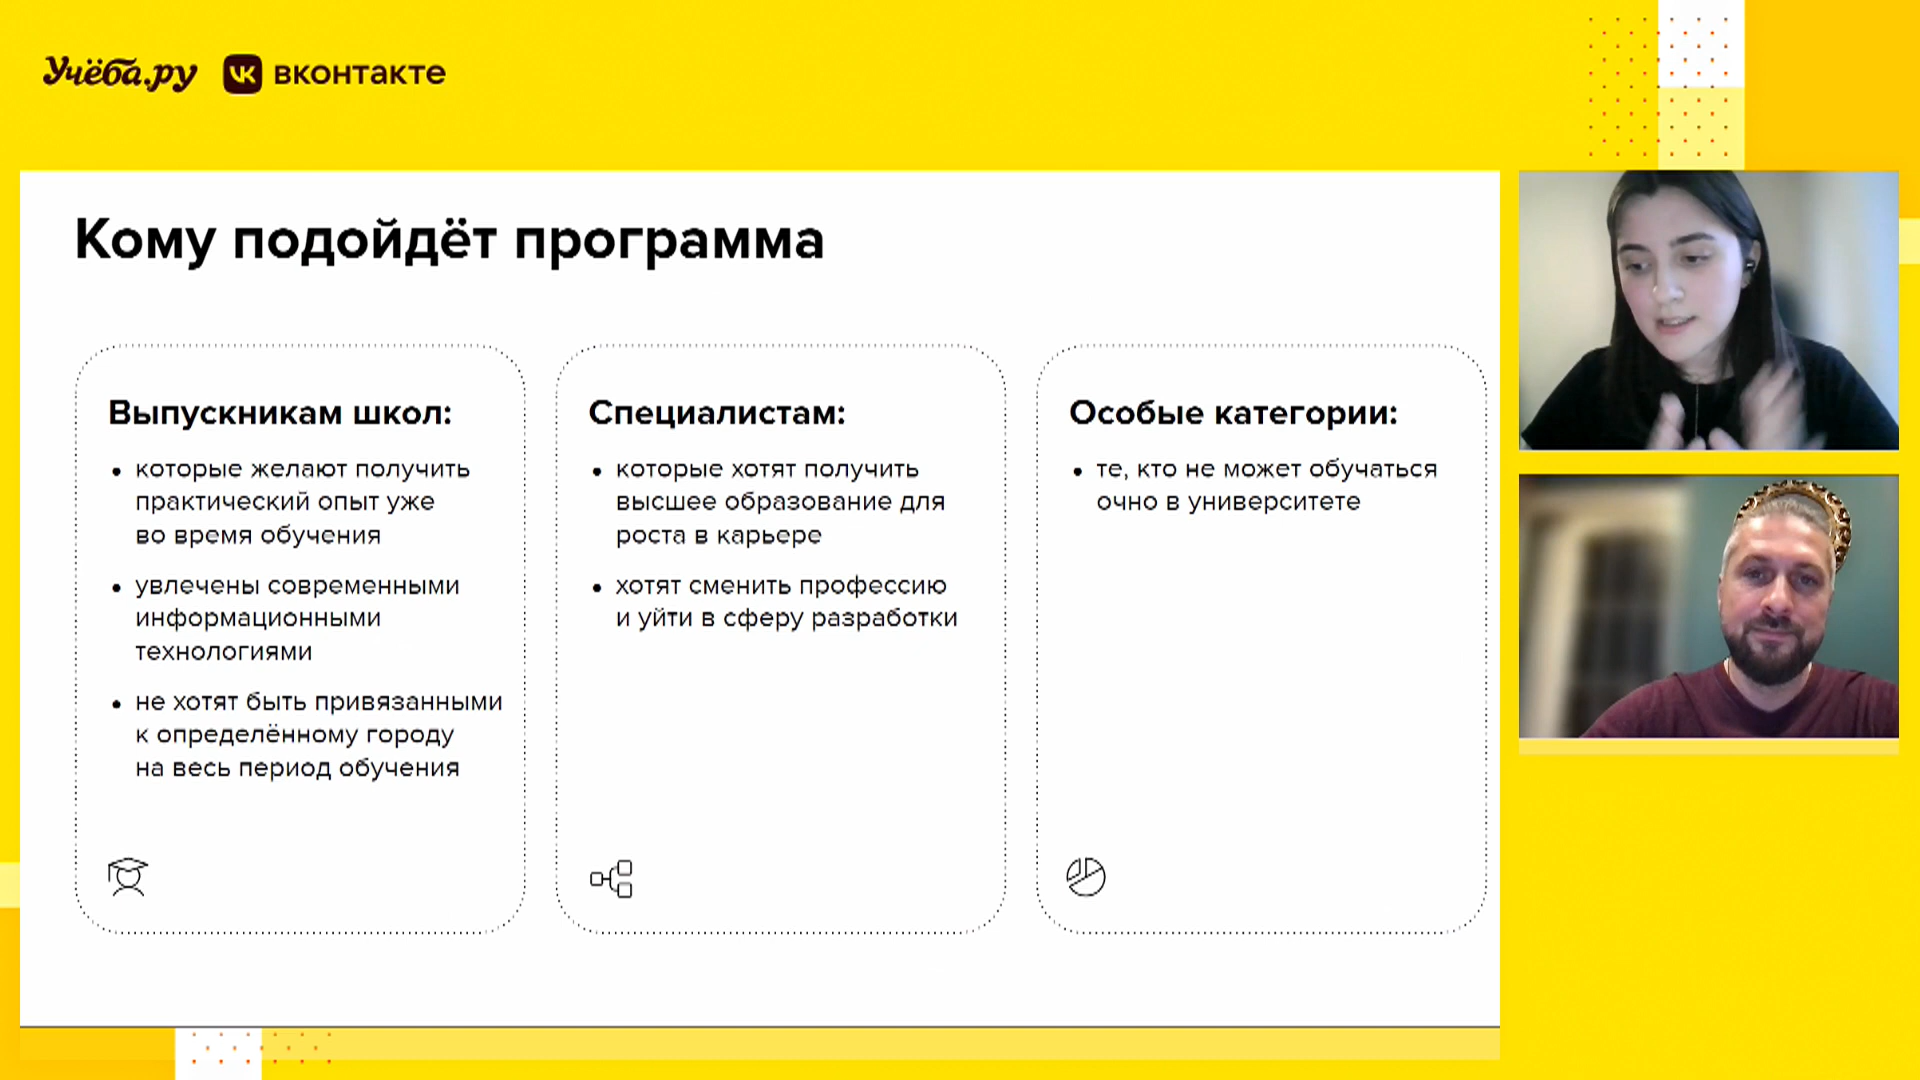 Учёба.ру вконтакте
Кому подойдёт программа
Выпускникам школ:
• которые желают получить
практический опыт уже
во время обучения
• увлечены современными
информационными
технологиями
• не хотят быть привязанными
к определённому городу
на весь период обучения
Специалистам:
• которые хотят получить
высшее образование для
роста в карьере
• хотят сменить профессию
и уйти в сферу разработки
Особые категории:
• те, кто не может обучаться
очно в университете